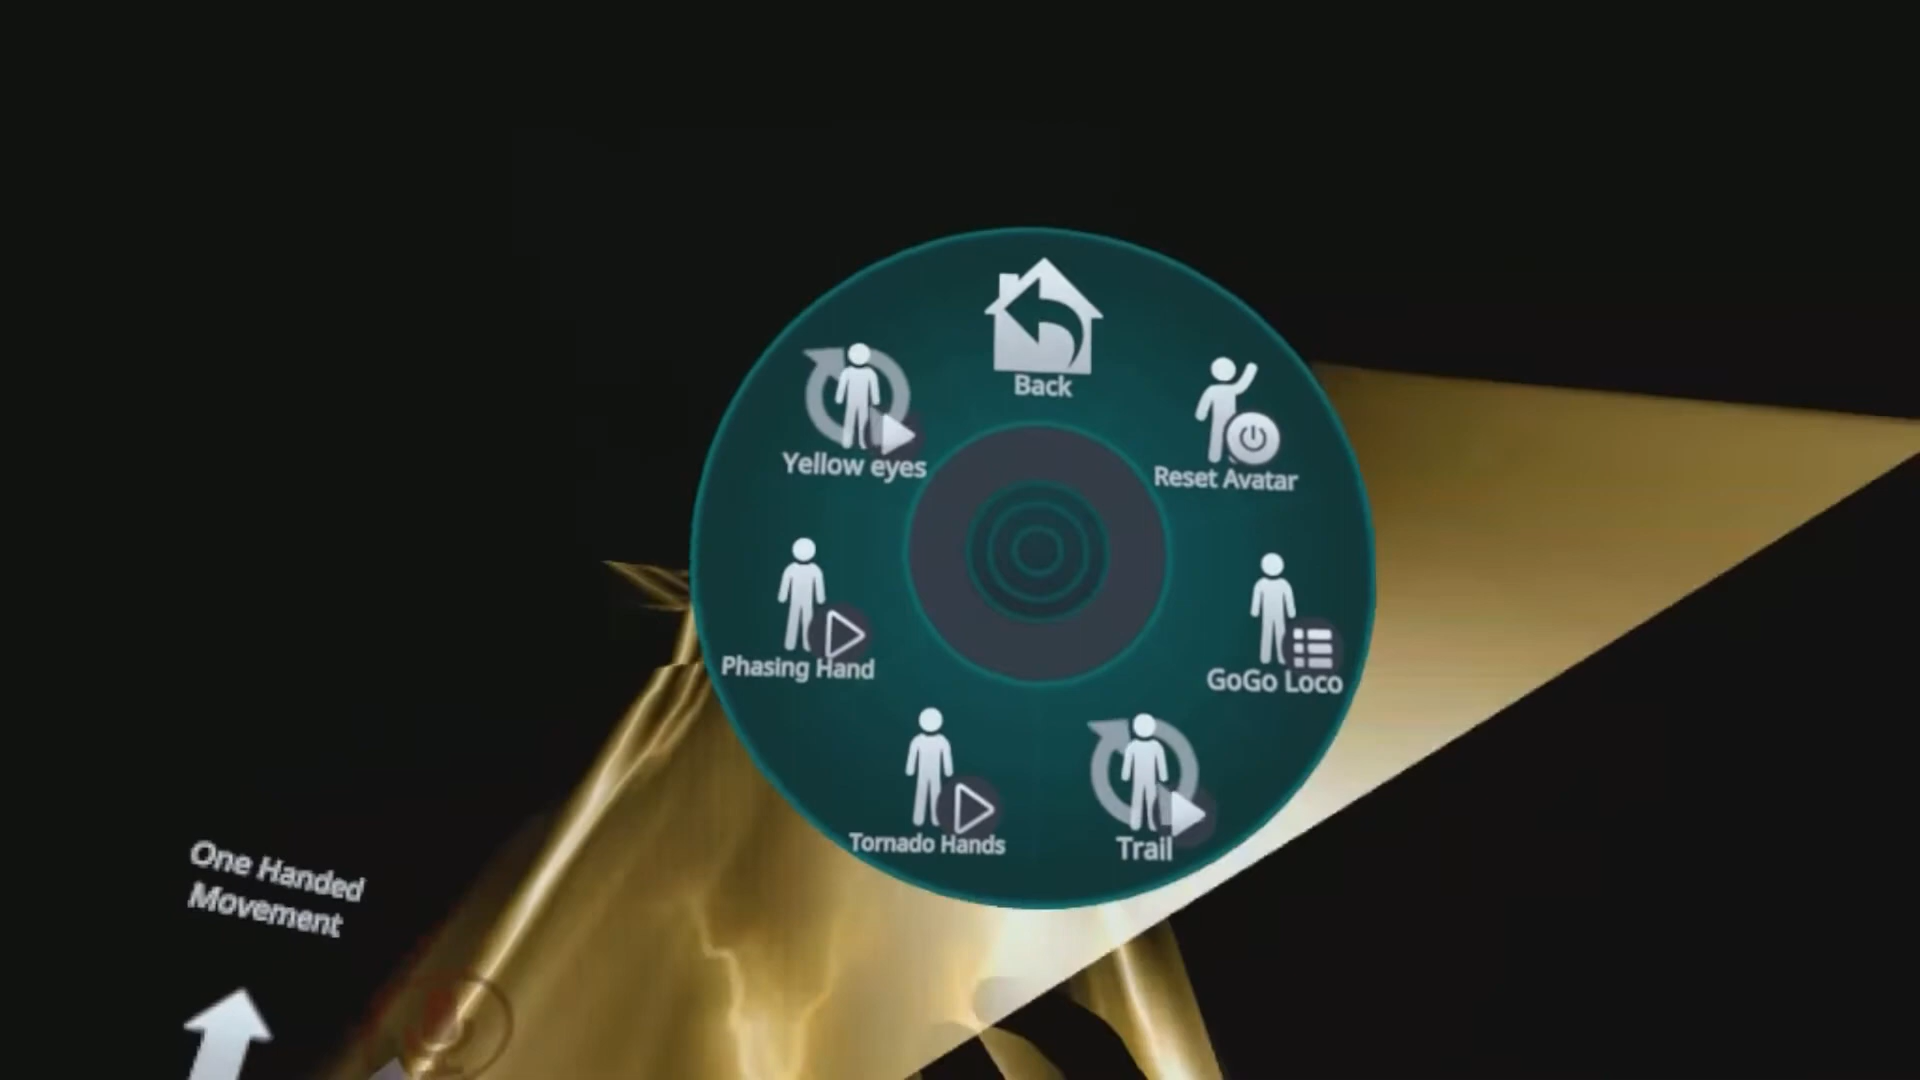 Back
Yellow eyes
Reset Avatar
Phasing Hand
GoGo Loco
Tornado Hands
Trail
One Handed
Movement